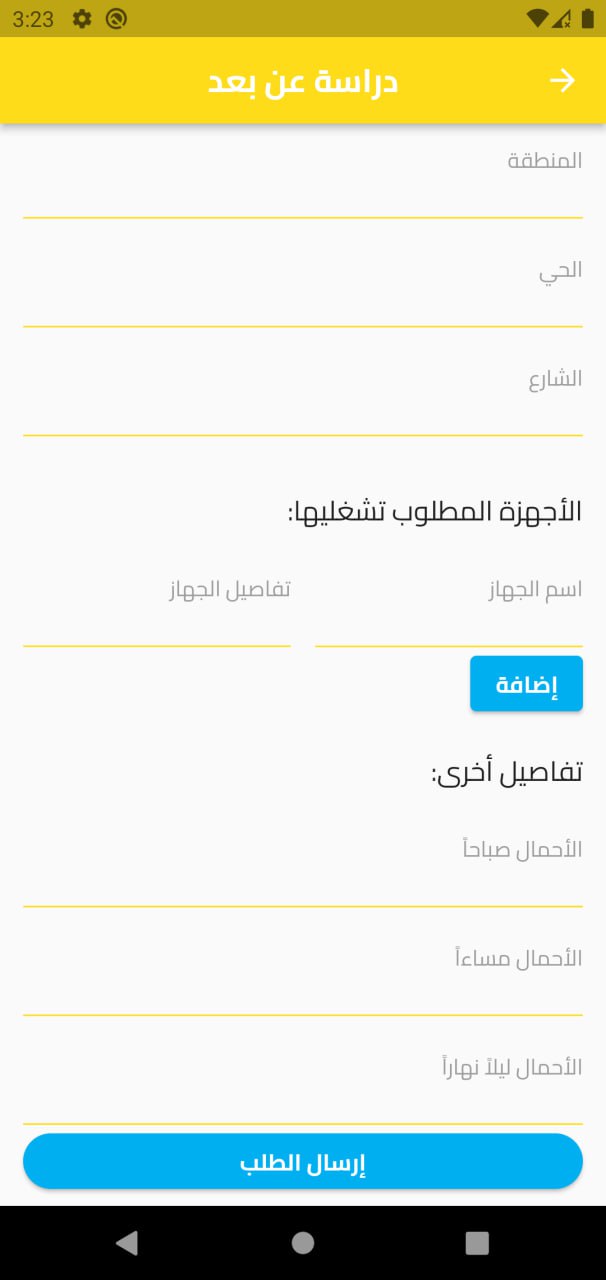 3:23
دراسة عن بعد
المنطقة
الحي
الشارع
الأجهزة المطلوب تشغليها:
اسم الجهاز
تفاصيل الجهاز
إضافة
تفاصيل أخرى:
الأحمال صباحاً
الأحمال مساءاً
الأحمال ليلاً نهاراً
إرسال الطلب